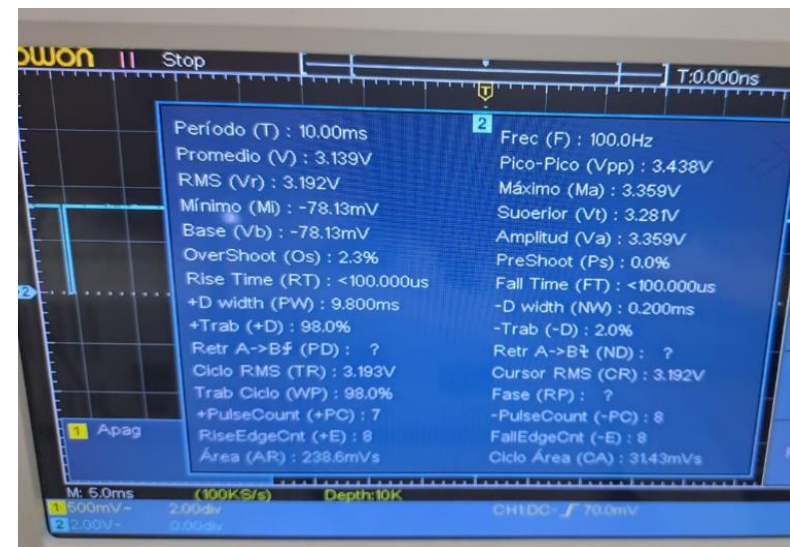 owon Stop T:0.000ns
T
2
Período (T) : 10.00ms Frec (F) : 100.0Hz
Promedio (V) : 3.139V Pico-Pico (Vpp) : 3.438V
RMS (Vr) : 3.192V Máximo (Ma) : 3.359V
Mínimo (Mi) : -78.13mV Suoerior (Vt) : 3.281V
Base (Vb) : -78.13mV Amplitud (Va) : 3.359V
OverShoot (Os) : 2.3% PreShoot (Ps) : 0.0%
Rise Time (RT) : <100.000us Fall Time (FT) : <100.000us
2
+D width (PW) : 9.800ms -D width (NW) : 0.200ms
+Trab (+D) : 98.0% -Trab (-D) : 2.0%
Retr A->B (PD) : ? Retr A->B (ND) : ?
Ciclo RMS (TR) : 3.193V Cursor RMS (CR) : 3.192V
Trab Ciclo (WP) : 98.0% Fase (RP) : ?
+PulseCount (+PC) : 7 -PulseCount (-PC) : 8
1 Apag
RiseEdgeCnt (+E) : 8 FallEdgeCnt (-E) : 8
Área (AR) : 238.6mVs Ciclo Área (CA) : 31.43mVs
M: 5.0ms (100KS/s) Depth:10K
1 500mV~ 2.00div CH1:DC- 70.0mV
2 2.00V~ 0.00div